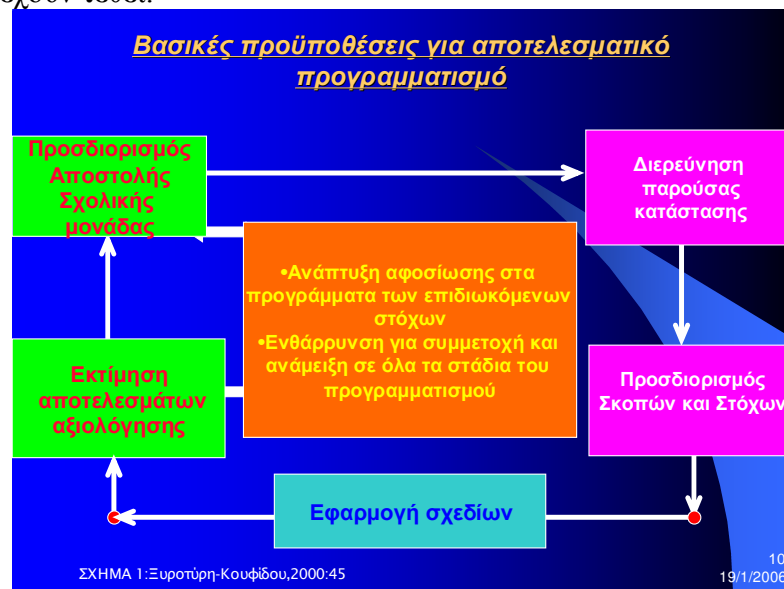 Βασικές προϋποθέσεις για αποτελεσματικό
προγραμματισμό
Προσδιορισμός
Αποστολής
Σχολικής
μονάδας
Διερεύνηση
παρούσας
κατάστασης
•Ανάπτυξη αφοσίωσης στα
προγράμματα των επιδιωκόμενων
στόχων
•Ενθάρρυνση για συμμετοχή και
ανάμειξη σε όλα τα στάδια του
προγραμματισμού
Εκτίμηση
αποτελεσμάτων
αξιολόγησης
Προσδιορισμός
Σκοπών και Στόχων
Εφαρμογή σχεδίων
ΣΧΗΜΑ 1:Ξυροτύρη-Κουφίδου,2000:45
10
19/1/2006